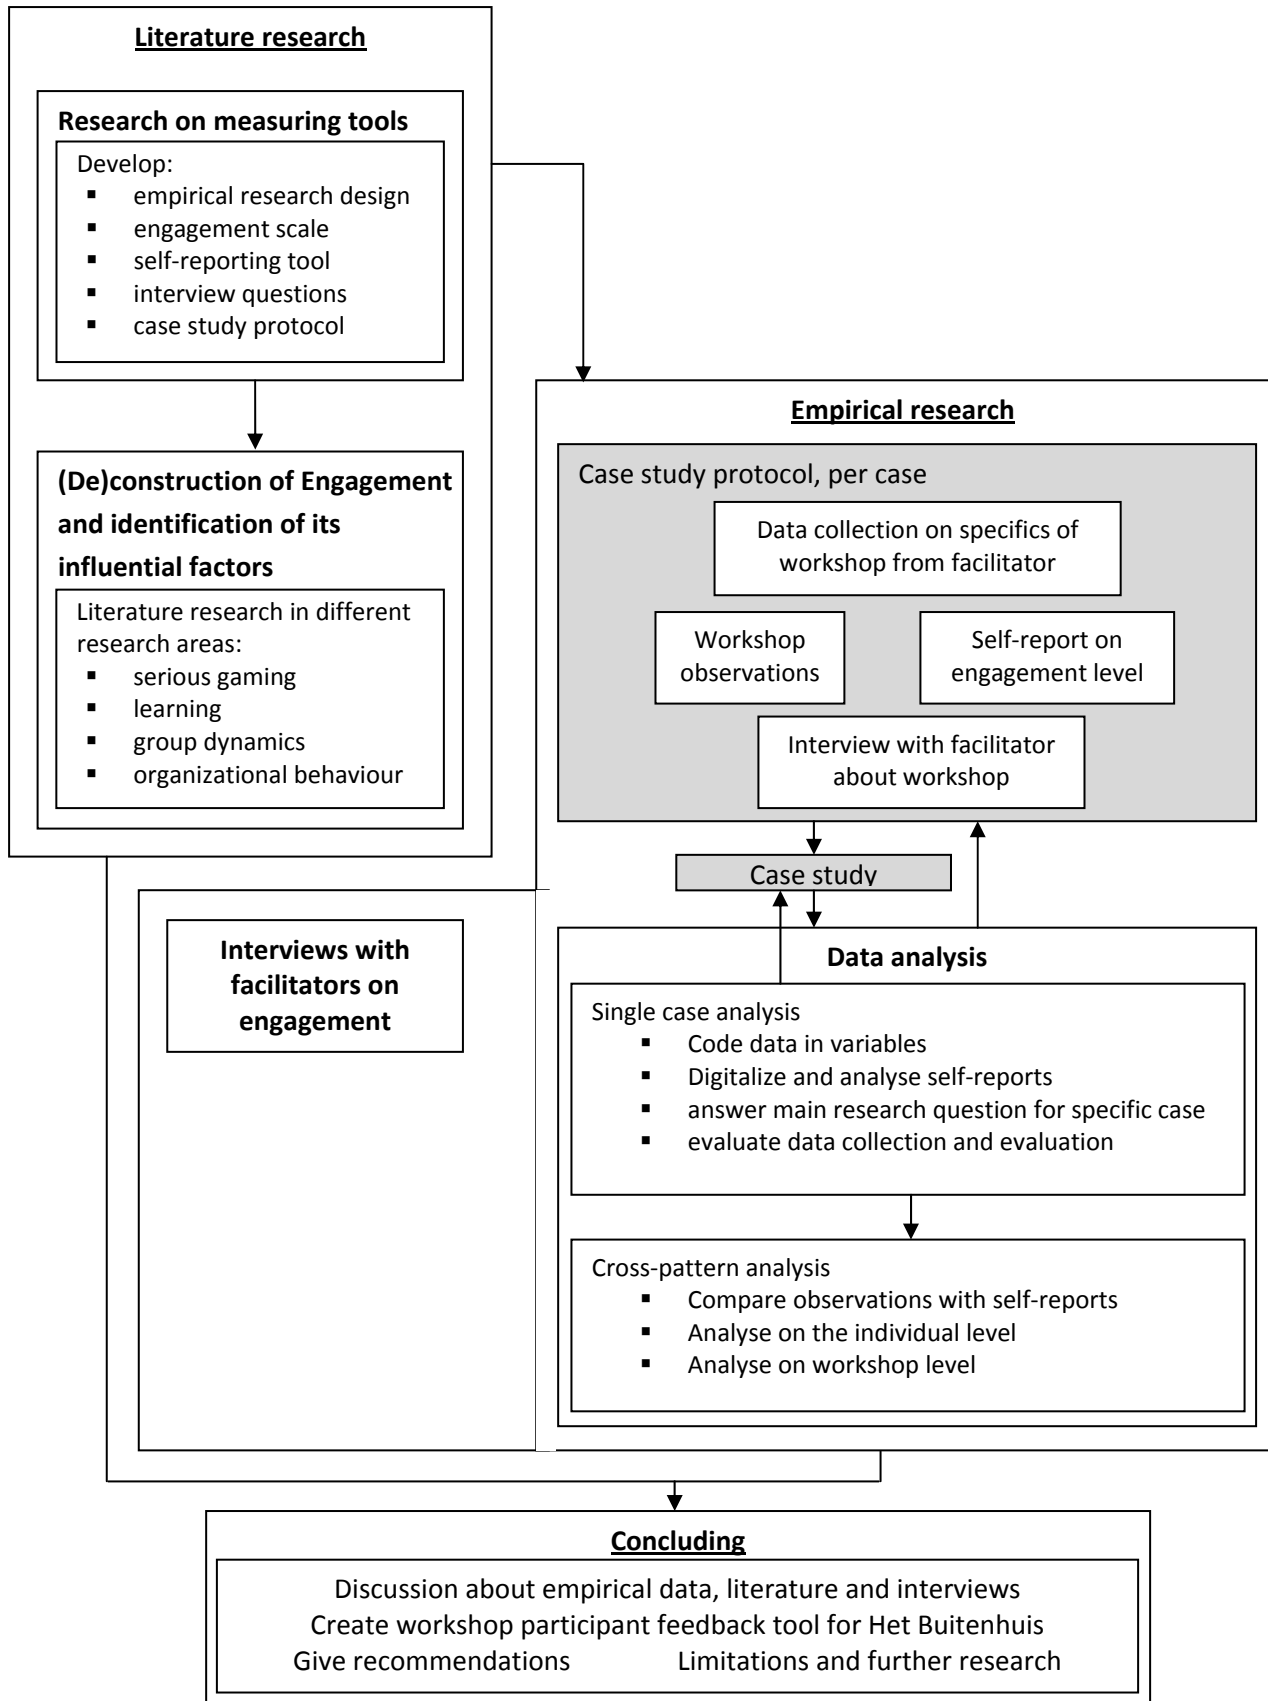 Literature research
Research on measuring tools
Develop:
▪ empirical research design
▪ engagement scale
▪ self-reporting tool
▪ interview questions
▪ case study protocol
(De)construction of Engagement
and identification of its
influential factors
Literature research in different
research areas:
▪ serious gaming
▪ learning
▪ group dynamics
▪ organizational behaviour
Empirical research
Case study protocol, per case
Data collection on specifics of
workshop from facilitator
Workshop
observations
Self-report on
engagement level
Interview with facilitator
about workshop
Case study
Interviews with
facilitators on
engagement
Data analysis
Single case analysis
▪ Code data in variables
▪ Digitalize and analyse self-reports
▪ answer main research question for specific case
▪ evaluate data collection and evaluation
Cross-pattern analysis
▪ Compare observations with self-reports
▪ Analyse on the individual level
▪ Analyse on workshop level
Concluding
Discussion about empirical data, literature and interviews
Create workshop participant feedback tool for Het Buitenhuis
Give recommendations Limitations and further research